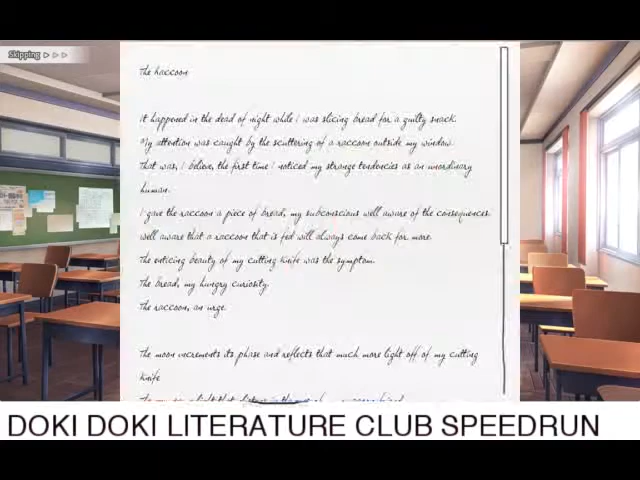 Skipping
The Raccoon
It happened in the dead of night while I was slicing bread for a guilty snack.
My attention was caught by the scuttering of a raccoon outside my window.
That was, I believe, the first time I noticed my strange tendencies as an unordinary
human.
I gave the raccoon a piece of bread, my subconscious well aware of the consequences.
Well aware that a raccoon that is fed will always come back for more.
The enticing beauty of my cutting knife was the symptom.
The bread, my hungry curiosity.
The raccoon, an urge.
The moon increments its phase and reflects that much more light off of my cutting
knife
DOKI DOKI LITERATURE CLUB SPEEDRUN